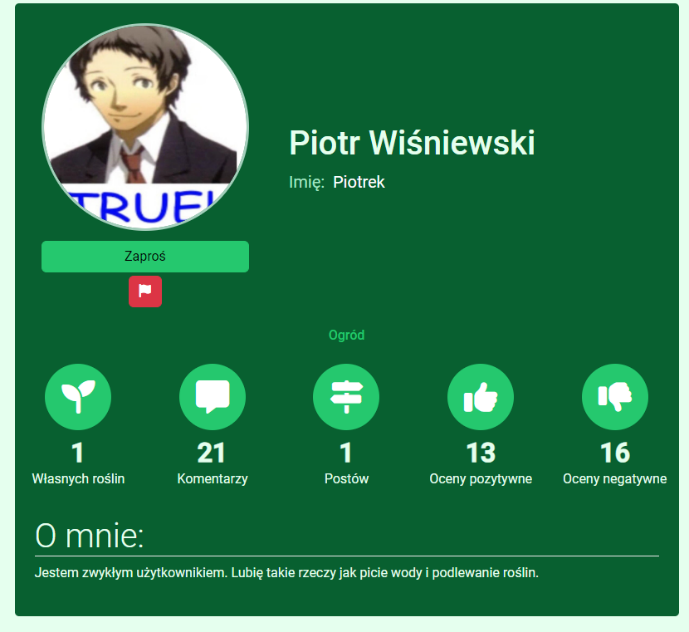 TRUE!
Piotr Wiśniewski
Imię: Piotrek
Zaproś
Ogród
1
21
1
13
16
Własnych roślin
Komentarzy
Postów
Oceny pozytywne
Oceny negatywne
O mnie:
Jestem zwykłym użytkownikiem. Lubię takie rzeczy jak picie wody i podlewanie roślin.